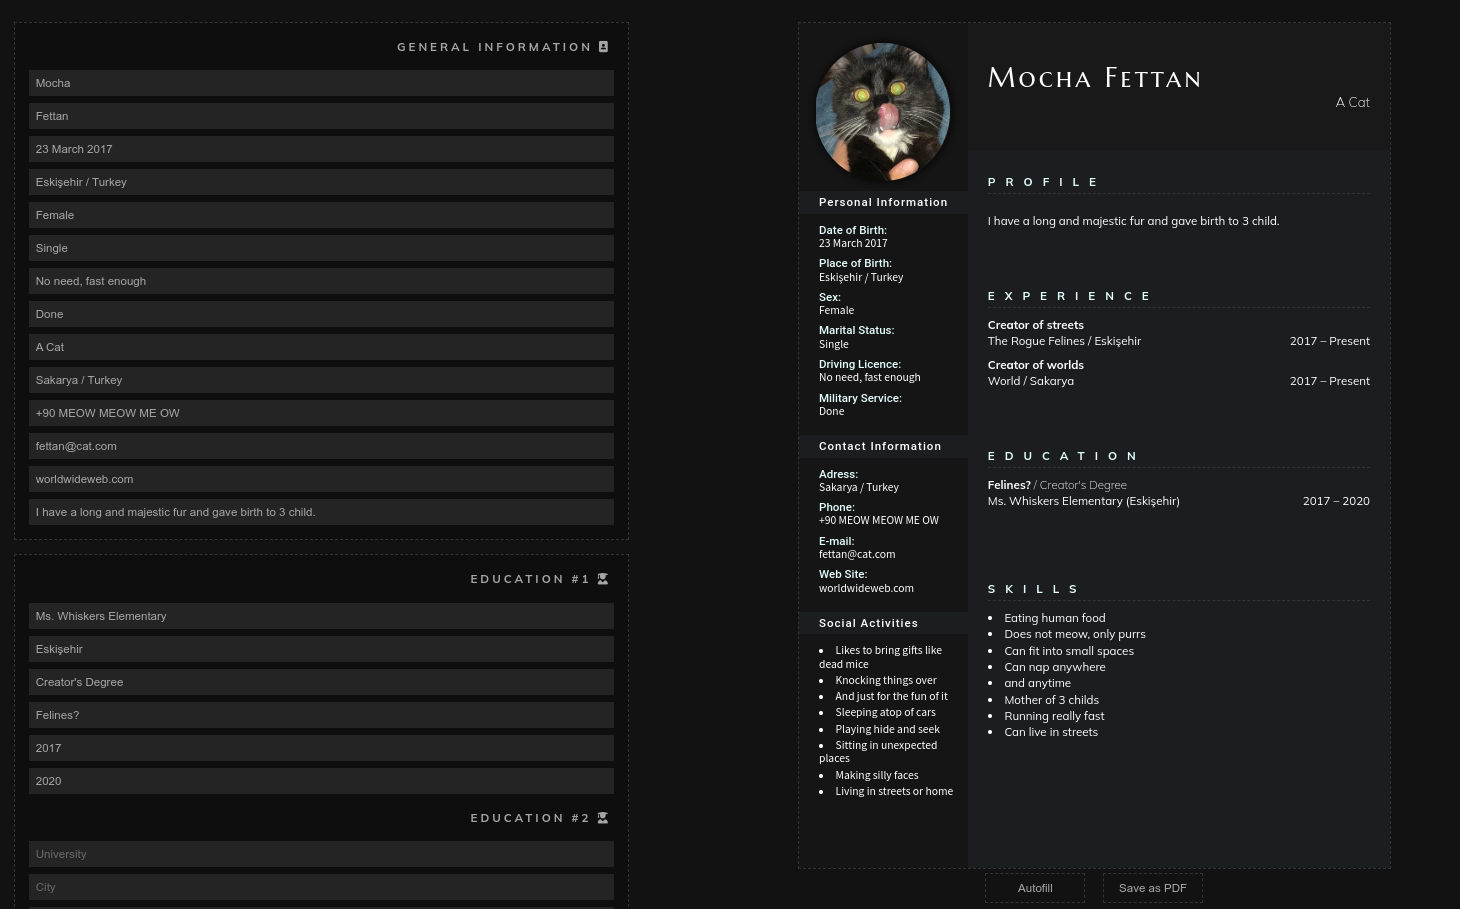 GENERAL INFORMATION
Mocha
Fettan
23 March 2017
Eskişehir / Turkey
Female
Single
No need, fast enough
Done
A Cat
Sakarya / Turkey
+90 MEOW MEOW ME OW
fettan@cat.com
worldwideweb.com
I have a long and majestic fur and gave birth to 3 child.
EDUCATION #1
Ms. Whiskers Elementary
Eskişehir
Creator's Degree
Felines?
2017
2020
EDUCATION #2
University
City
Mocha Fettan
A Cat
Personal Information
Date of Birth:
23 March 2017
Place of Birth:
Eskişehir / Turkey
Sex:
Female
Marital Status:
Single
Driving Licence:
No need, fast enough
Military Service:
Done
Contact Information
Adress:
Sakarya / Turkey
Phone:
+90 MEOW MEOW ME OW
E-mail:
fettan@cat.com
Web Site:
worldwideweb.com
Social Activities
• Likes to bring gifts like
dead mice
• Knocking things over
• And just for the fun of it
• Sleeping atop of cars
• Playing hide and seek
• Sitting in unexpected
places
• Making silly faces
• Living in streets or home
PROFILE
I have a long and majestic fur and gave birth to 3 child.
EXPERIENCE
Creator of streets
The Rogue Felines / Eskişehir 2017 – Present
Creator of worlds
World / Sakarya 2017 – Present
EDUCATION
Felines? / Creator's Degree
Ms. Whiskers Elementary (Eskişehir) 2017 – 2020
SKILLS
• Eating human food
• Does not meow, only purrs
• Can fit into small spaces
• Can nap anywhere
• and anytime
• Mother of 3 childs
• Running really fast
• Can live in streets
Autofill
Save as PDF